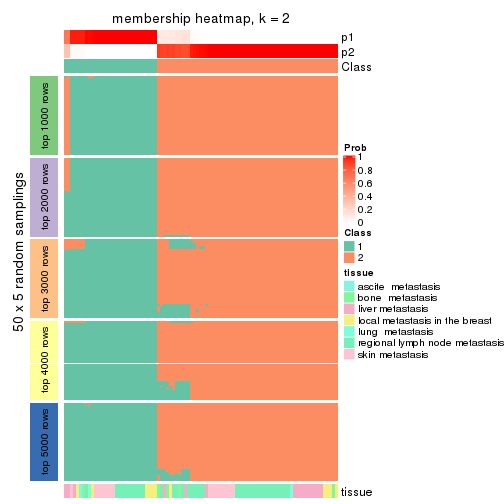 membership heatmap, k = 2
p1
p2
Class
50 x 5 random samplings
top 1000 rows
top 2000 rows
top 3000 rows
top 4000 rows
top 5000 rows
Prob
1
0.8
0.6
0.4
0.2
0
Class
1
2
tissue
ascite metastasis
bone metastasis
liver metastasis
local metastasis in the breast
lung metastasis
regional lymph node metastasis
skin metastasis
tissue